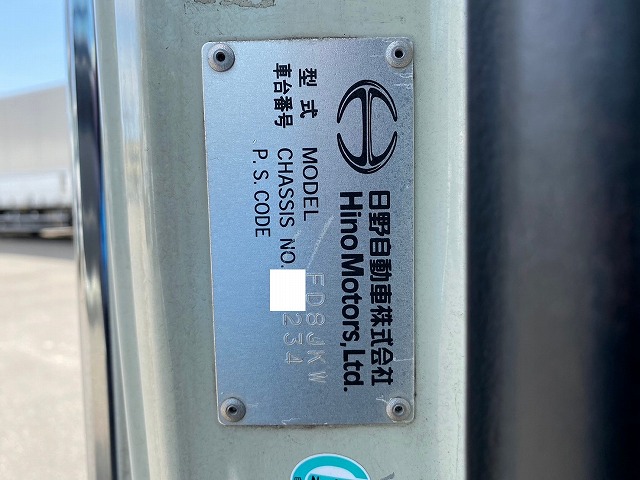 日野自動車株式会社
Hino Motors, Ltd.
型式 MODEL FD8JKW
車台番号 CHASSIS NO. 234
P.S.CODE